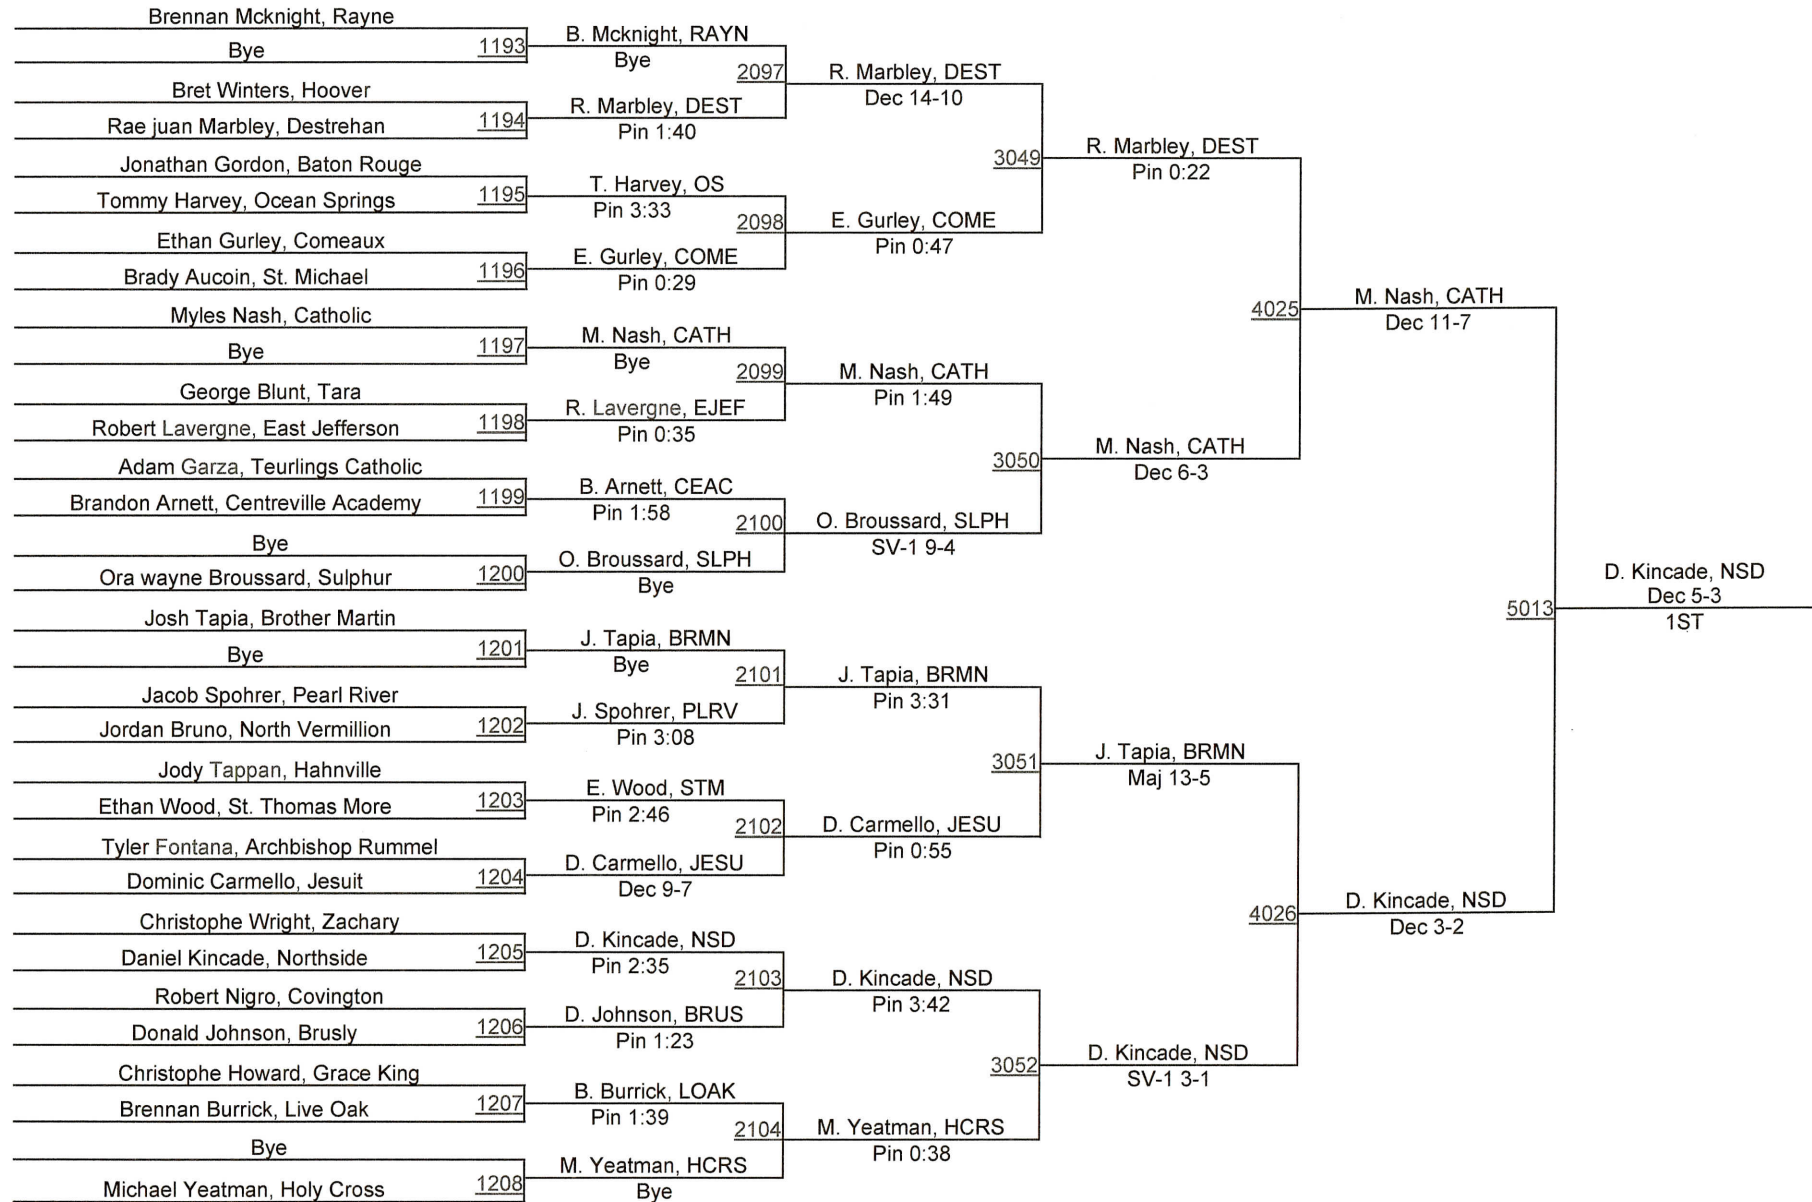 Brennan Mcknight, Rayne
Bye
1193
Bret Winters, Hoover
Rae juan Marbley, Destrehan
1194
Jonathan Gordon, Baton Rouge
Tommy Harvey, Ocean Springs
1195
Ethan Gurley, Comeaux
Brady Aucoin, St. Michael
1196
Myles Nash, Catholic
Bye
1197
George Blunt, Tara
Robert Lavergne, East Jefferson
1198
Adam Garza, Teurlings Catholic
Brandon Arnett, Centreville Academy
1199
Bye
Ora wayne Broussard, Sulphur
1200
Josh Tapia, Brother Martin
Bye
1201
Jacob Spohrer, Pearl River
Jordan Bruno, North Vermillion
1202
Jody Tappan, Hahnville
Ethan Wood, St. Thomas More
1203
Tyler Fontana, Archbishop Rummel
Dominic Carmello, Jesuit
1204
Christophe Wright, Zachary
Daniel Kincade, Northside
1205
Robert Nigro, Covington
Donald Johnson, Brusly
1206
Christophe Howard, Grace King
Brennan Burrick, Live Oak
1207
Bye
Michael Yeatman, Holy Cross
1208
B. Mcknight, RAYN
Bye
2097
R. Marbley, DEST
Pin 1:40
T. Harvey, OS
Pin 3:33
2098
E. Gurley, COME
Pin 0:29
M. Nash, CATH
Bye
2099
R. Lavergne, EJEF
Pin 0:35
B. Arnett, CEAC
Pin 1:58
2100
O. Broussard, SLPH
Bye
J. Tapia, BRMN
Bye
2101
J. Spohrer, PLRV
Pin 3:08
E. Wood, STM
Pin 2:46
2102
D. Carmello, JESU
Dec 9-7
D. Kincade, NSD
Pin 2:35
2103
D. Johnson, BRUS
Pin 1:23
B. Burrick, LOAK
Pin 1:39
2104
M. Yeatman, HCRS
Bye
R. Marbley, DEST
Dec 14-10
3049
E. Gurley, COME
Pin 0:47
M. Nash, CATH
Pin 1:49
3050
O. Broussard, SLPH
SV-1 9-4
J. Tapia, BRMN
Pin 3:31
3051
D. Carmello, JESU
Pin 0:55
D. Kincade, NSD
Pin 3:42
3052
M. Yeatman, HCRS
Pin 0:38
R. Marbley, DEST
Pin 0:22
4025
M. Nash, CATH
Dec 6-3
J. Tapia, BRMN
Maj 13-5
4026
D. Kincade, NSD
SV-1 3-1
M. Nash, CATH
Dec 11-7
5013
D. Kincade, NSD
Dec 3-2
D. Kincade, NSD
Dec 5-3
1ST